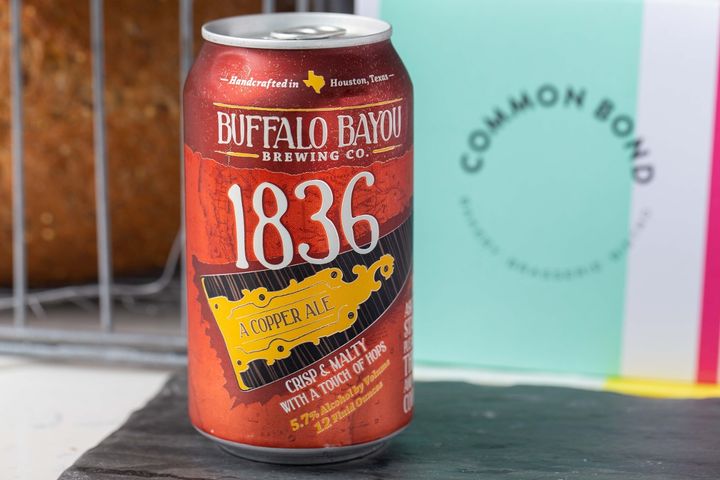 Handcrafted in Houston, Texas
BUFFALO BAYOU
BREWING CO.
1836
A COPPER ALE
CRISP & MALTY
WITH A TOUCH OF HOPS
5.7% Alcohol by Volume
12 Fluid Ounces
COMMON BOND